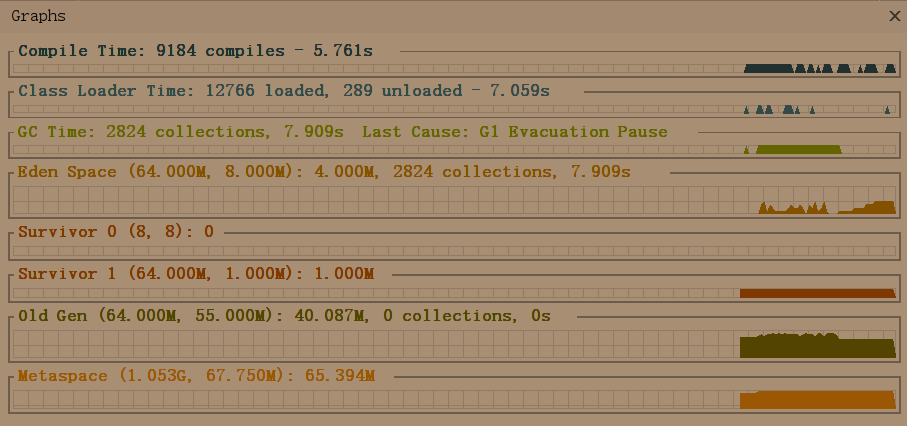 Graphs
Compile Time: 9184 compiles - 5.761s
Class Loader Time: 12766 loaded, 289 unloaded - 7.059s
GC Time: 2824 collections, 7.909s  Last Cause: G1 Evacuation Pause
Eden Space (64.000M, 8.000M): 4.000M, 2824 collections, 7.909s
Survivor 0 (8, 8): 0
Survivor 1 (64.000M, 1.000M): 1.000M
Old Gen (64.000M, 55.000M): 40.087M, 0 collections, 0s
Metaspace (1.053G, 67.750M): 65.394M